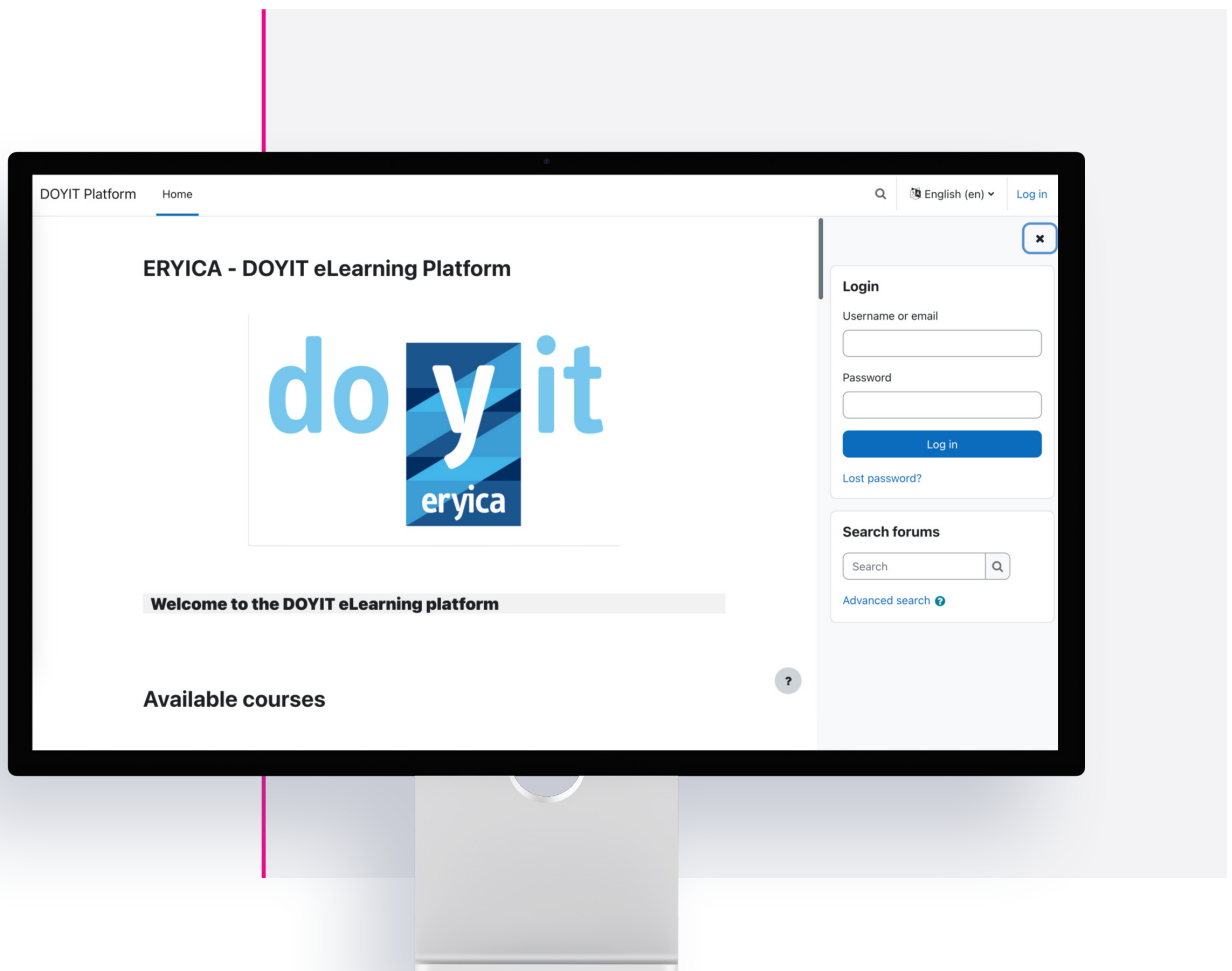 DOYIT Platform Home English (en) Log in
ERYICA - DOYIT eLearning Platform
do y it
eryica
Welcome to the DOYIT eLearning platform
Available courses
?
Login
Username or email
Password
Log in
Lost password?
Search forums
Search
Advanced search ?